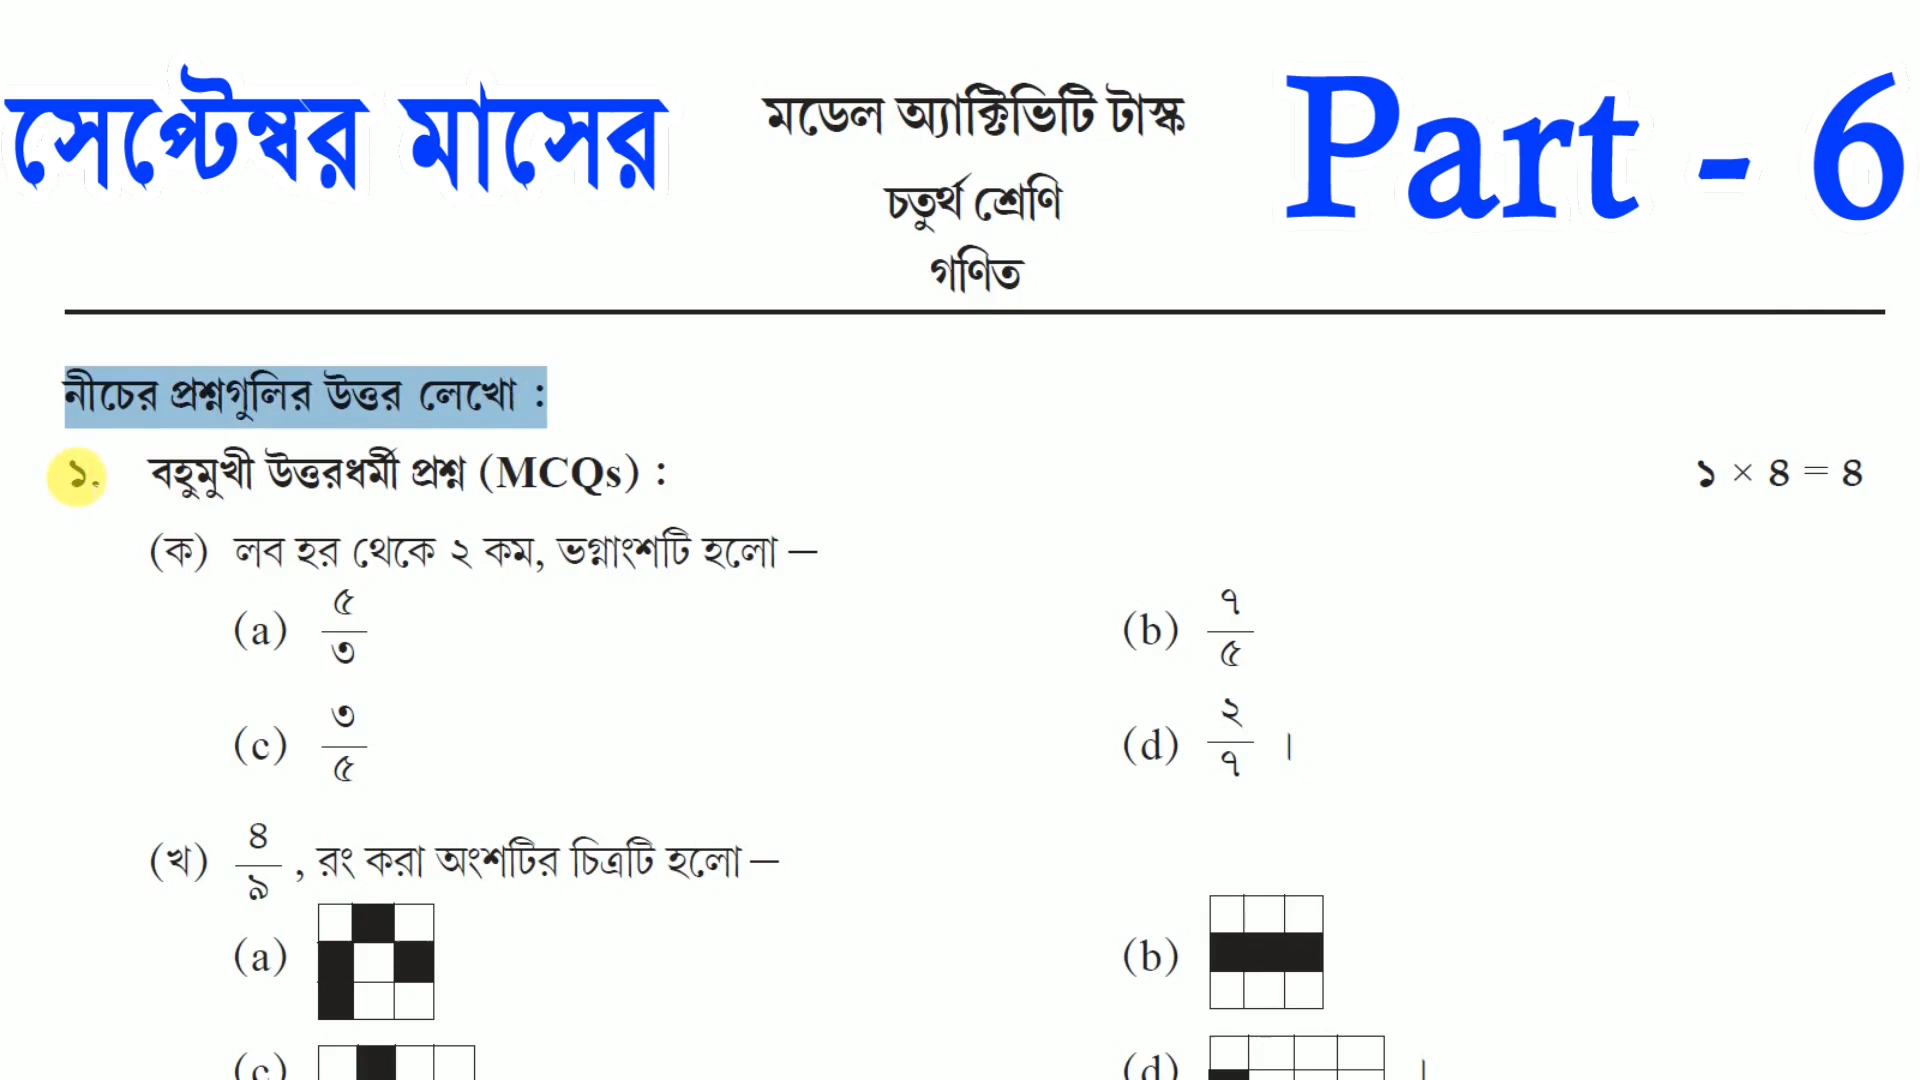 সেপ্টেম্বর মাসের
মডেল অ্যাক্টিভিটি টাস্ক
Part - 6
চতুর্থ শ্রেণি
গণিত
নীচের প্রশ্নগুলির উত্তর লেখো :
১. বহুমুখী উত্তরধর্মী প্রশ্ন (MCQs) : ১ × ৪ = ৪
(ক) লব হর থেকে ২ কম, ভগ্নাংশটি হলো —
(a) ৫/৩ (b) ৭/৫
(c) ৩/৫ (d) ২/৭ ।
(খ) ৪/৯ , রং করা অংশটির চিত্রটি হলো —
(a) (b)
(c) (d) ।